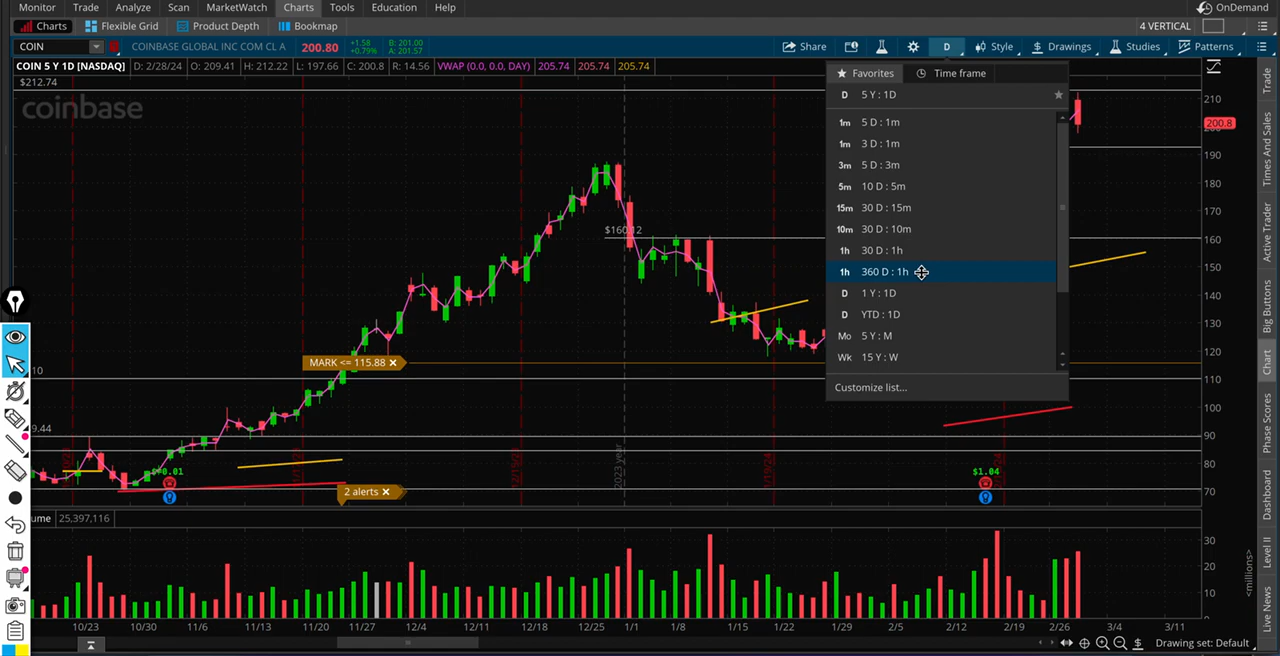 Monitor Trade Analyze Scan MarketWatch Charts Tools Education Help OnDemand
Charts Flexible Grid Product Depth Bookmap 4 VERTICAL
COIN COINBASE GLOBAL INC COM CL A 200.80 +1.58 +0.79% B: 201.00 A: 201.57 Share D Style Drawings Studies Patterns
COIN 5 Y 1D [NASDAQ] D: 2/28/24 O: 209.41 H: 212.22 L: 197.66 C: 200.8 R: 14.56 VWAP (0.0, 0.0, DAY) 205.74 205.74 205.74
$212.74
coinbase
Favorites Time frame
D 5 Y : 1D
1m 5 D : 1m
1m 3 D : 1m
3m 5 D : 3m
5m 10 D : 5m
15m 30 D : 15m
10m 30 D : 10m
1h 30 D : 1h
1h 360 D : 1h
D 1 Y : 1D
D YTD : 1D
Mo 5 Y : M
Wk 15 Y : W
Customize list...
210
200.8
190
180
170
160
150
140
130
120
110
100
90
80
70
$160.12
MARK <= 115.88
10
9.44
2023 year
$1.04
2 alerts
ume 25,397,116
30
20
10
<millions>
10/23 10/30 11/6 11/13 11/20 11/27 12/4 12/11 12/18 12/25 1/1 1/8 1/15 1/22 1/29 2/5 2/12 2/19 2/26 3/4 3/11
Drawing set: Default
Trade
Times And Sales
Active Trader
Big Buttons
Chart
Phase Scores
Dashboard
Level II
Live News